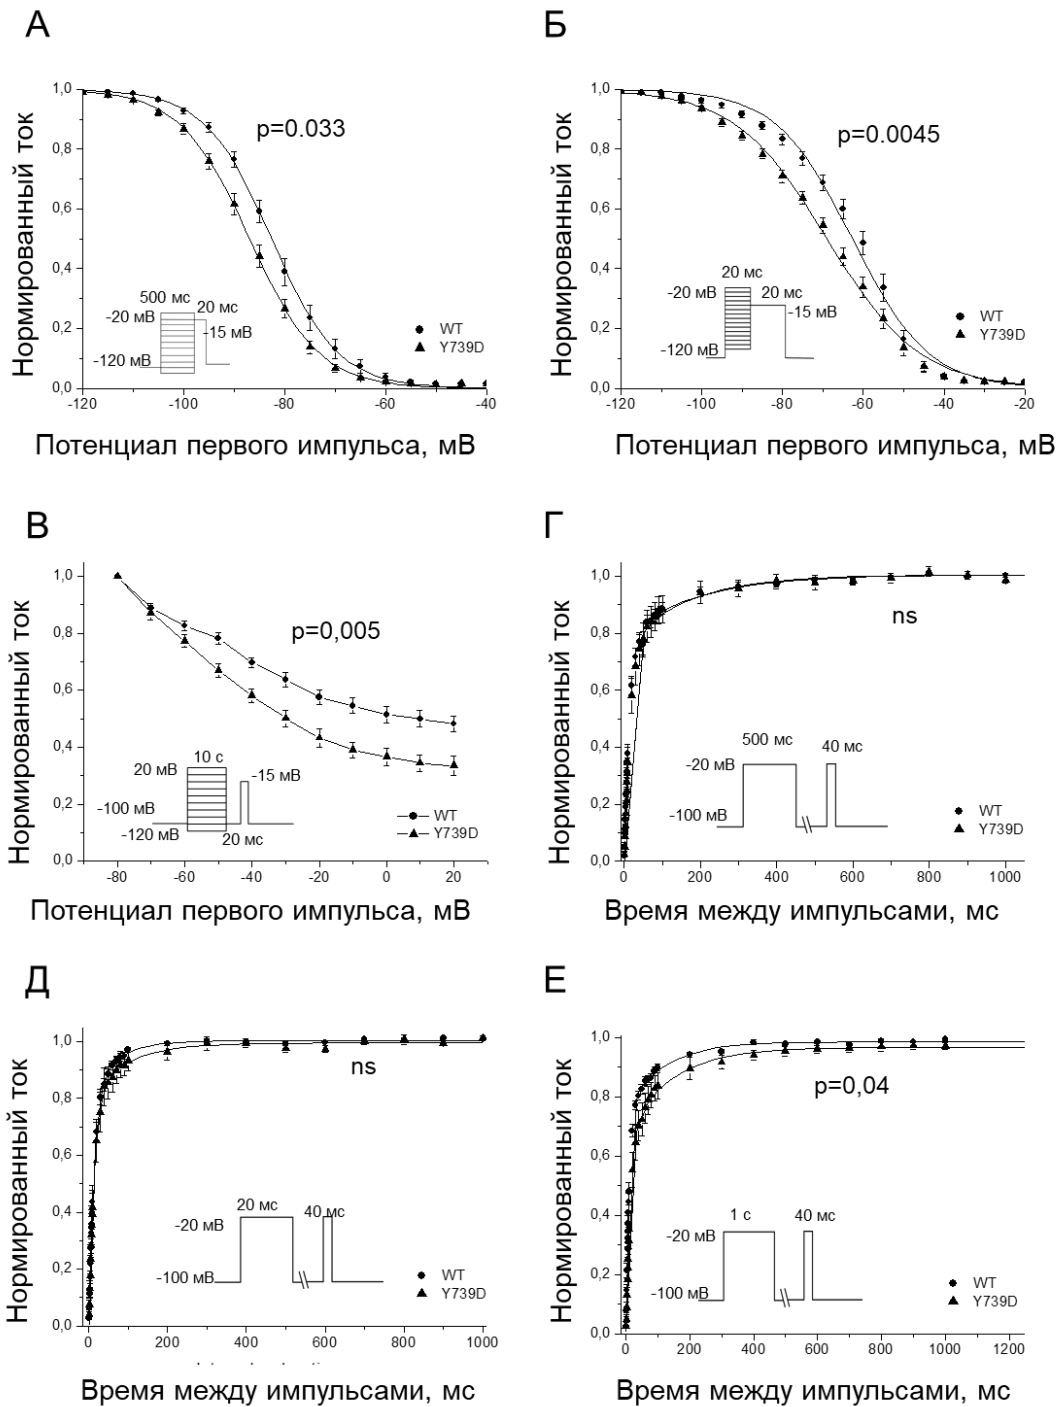 А
Нормированный ток
1,0
0,8
0,6
0,4
0,2
0,0
p=0.033
500 мс
20 мс
-20 мВ
-15 мВ
-120 мВ
WT
Y739D
-120 -100 -80 -60 -40
Потенциал первого импульса, мВ
Б
Нормированный ток
1,0
0,8
0,6
0,4
0,2
0,0
p=0.0045
20 мс
-20 мВ
20 мс
-15 мВ
-120 мВ
WT
Y739D
-120 -100 -80 -60 -40 -20
Потенциал первого импульса, мВ
В
Нормированный ток
1,0
0,8
0,6
0,4
0,2
0,0
p=0,005
10 с
20 мВ
-15 мВ
-100 мВ
-120 мВ
20 мс
WT
Y739D
-80 -60 -40 -20 0 20
Потенциал первого импульса, мВ
Г
Нормированный ток
1,0
0,8
0,6
0,4
0,2
0,0
ns
500 мс
40 мс
-20 мВ
-100 мВ
WT
Y739D
0 200 400 600 800 1000
Время между импульсами, мс
Д
Нормированный ток
1,0
0,8
0,6
0,4
0,2
0,0
ns
20 мс
40 мс
-20 мВ
-100 мВ
WT
Y739D
0 200 400 600 800 1000
Время между импульсами, мс
Е
Нормированный ток
1,0
0,8
0,6
0,4
0,2
0,0
p=0,04
1 с
40 мс
-20 мВ
-100 мВ
WT
Y739D
0 200 400 600 800 1000 1200
Время между импульсами, мс